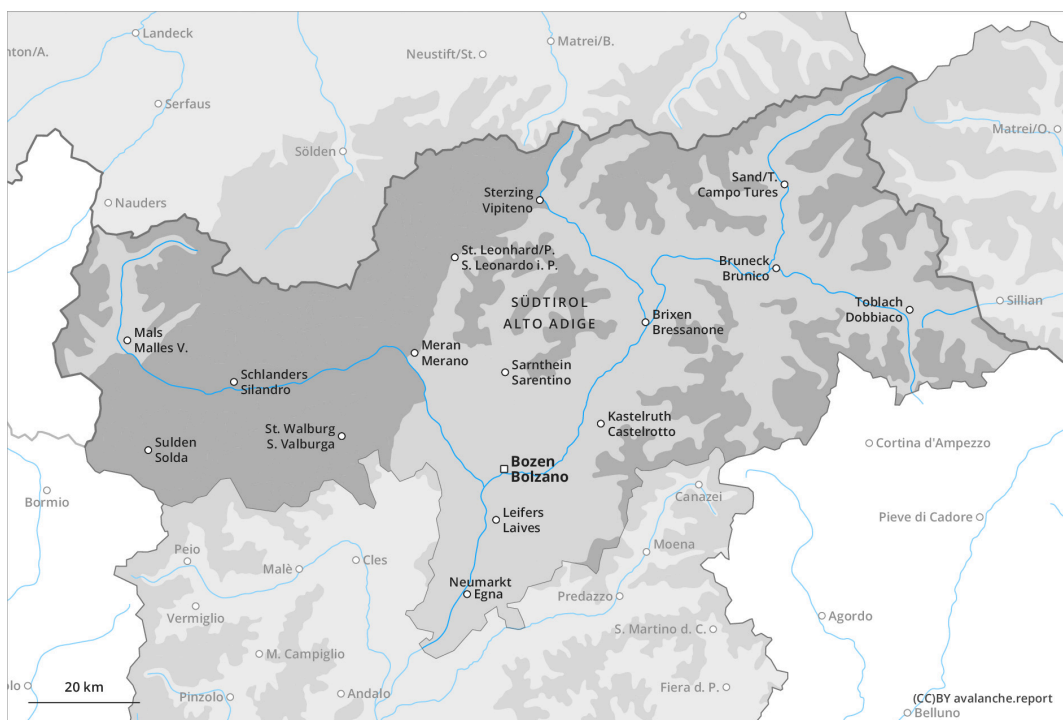 Landeck
nton/A.
Neustift/St.
Matrei/B.
Serfaus
Matrei/O.
Sölden
Sand/T.
Campo Tures
Nauders
Sterzing
Vipiteno
St. Leonhard/P.
S. Leonardo i. P.
Bruneck
Brunico
SÜDTIROL
ALTO ADIGE
Toblach
Dobbiaco
Sillian
Brixen
Bressanone
Mals
Malles V.
Meran
Merano
Sarnthein
Sarentino
Schlanders
Silandro
Kastelruth
Castelrotto
St. Walburg
S. Valburga
Sulden
Solda
Cortina d'Ampezzo
Bozen
Bolzano
Bormio
Canazei
Leifers
Laives
Pieve di Cadore
Peio
Malè
Cles
Moena
Neumarkt
Egna
Predazzo
Vermiglio
Agordo
S. Martino d. C.
M. Campiglio
olo
20 km
Pinzolo
Andalo
Fiera d. P.
(CC)BY avalanche.report
Belluno